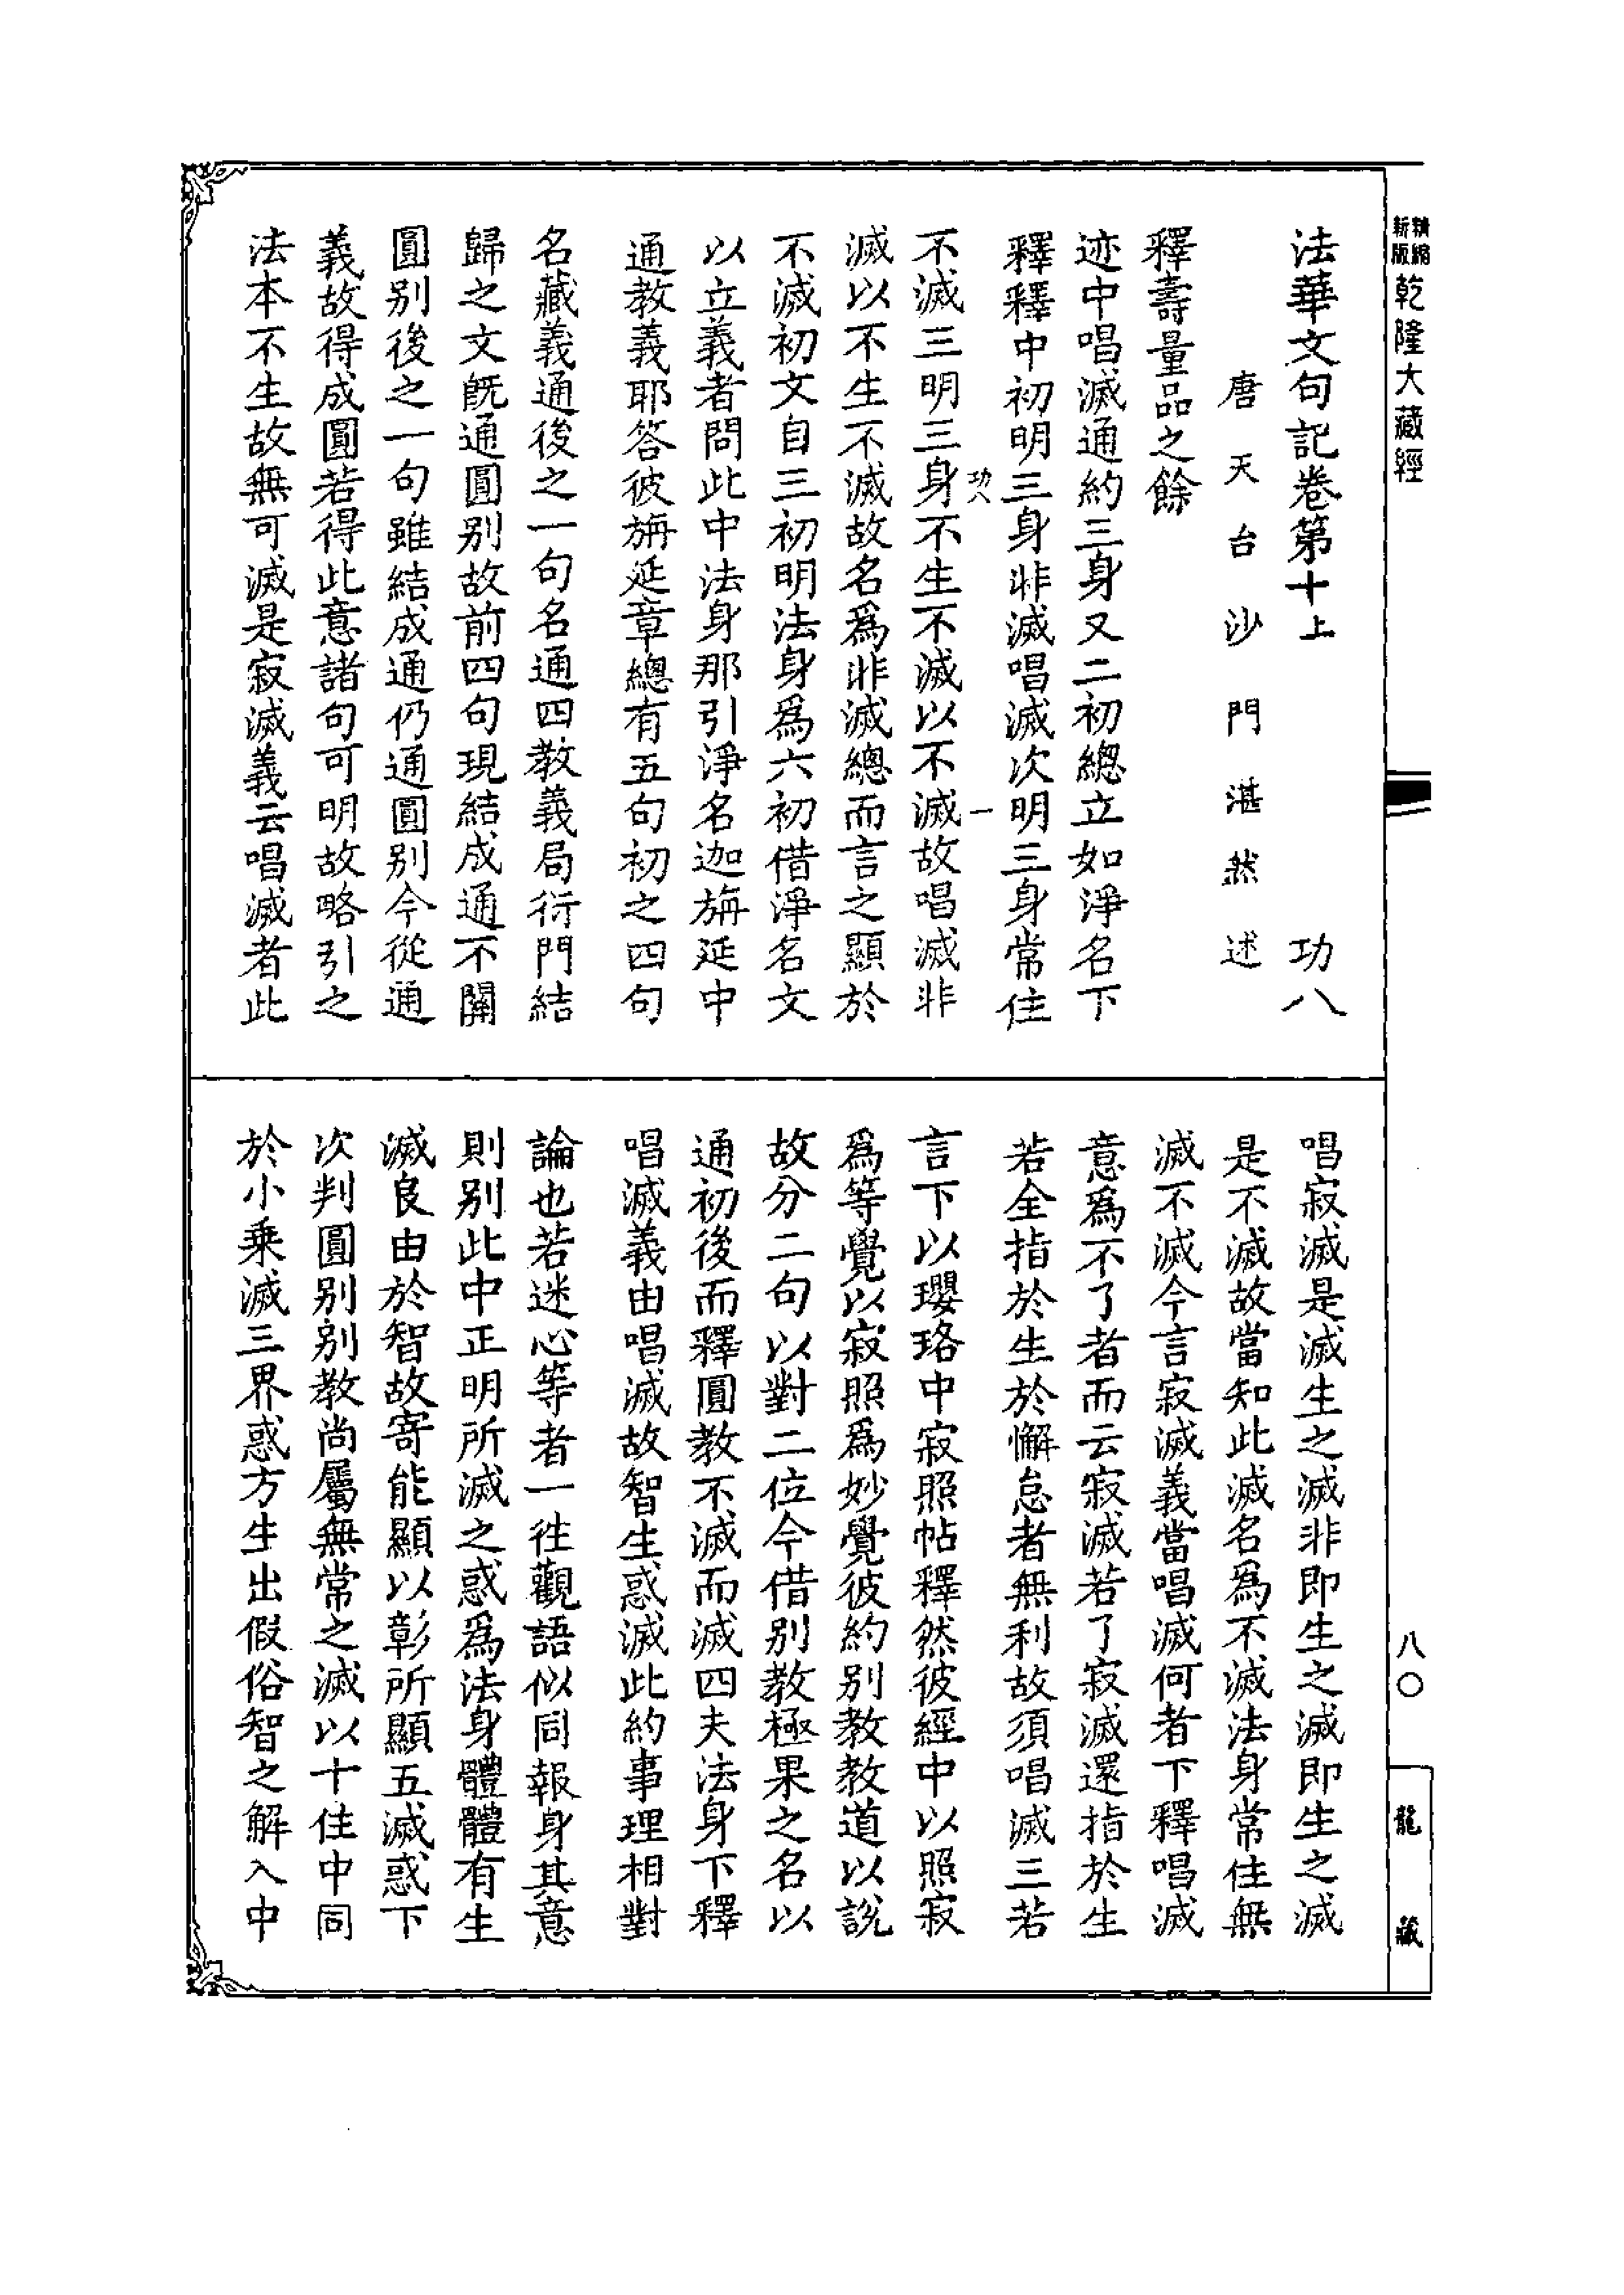 新版 精縮 乾隆大藏經
法華文句記卷第十上 功八
唐天台沙門湛然述
釋壽量品之餘
迹中唱滅通約三身又二初總立如淨名下
釋釋中初明三身非滅唱滅次明三身常住
功八 一
不滅三明三身不生不滅以不滅故唱滅非
滅以不生不滅故名為非滅總而言之顯於
不滅初文自三初明法身為六初借淨名文
以立義者問此中法身那引淨名迦旃延中
通教義耶答彼旃延章總有五句初之四句
名藏義通後之一句名通四教義局衍門結
歸之文既通圓别故前四句現結成通不關
圓别後之一句雖結成通仍通圓别今從通
義故得成圓若得此意諸句可明故略引之
法本不生故無可滅是寂滅義云唱滅者此
唱寂滅是滅生之滅非即生之滅即生之滅
是不滅故當知此滅名為不滅法身常住無
滅不滅今言寂滅義當唱滅何者下釋唱滅
意為不了者而云寂滅若了寂滅還指於生
若全指於生於懈怠者無利故須唱滅三若
言下以瓔珞中寂照帖釋然彼經中以照寂
為等覺以寂照為妙覺彼約别教教道以說
故分二句以對二位今借别教極果之名以
通初後而釋圓教不滅而滅四夫法身下釋
唱滅義由唱滅故智生惑滅此約事理相對
論也若迷心等者一往觀語似同報身其意
則别此中正明所滅之惑為法身體體有生
滅良由於智故寄能顯以彰所顯五滅惑下
次判圓别别教尚屬無常之滅以十住中同
於小乗滅三界惑方生出假俗智之解入中
八〇
龍藏